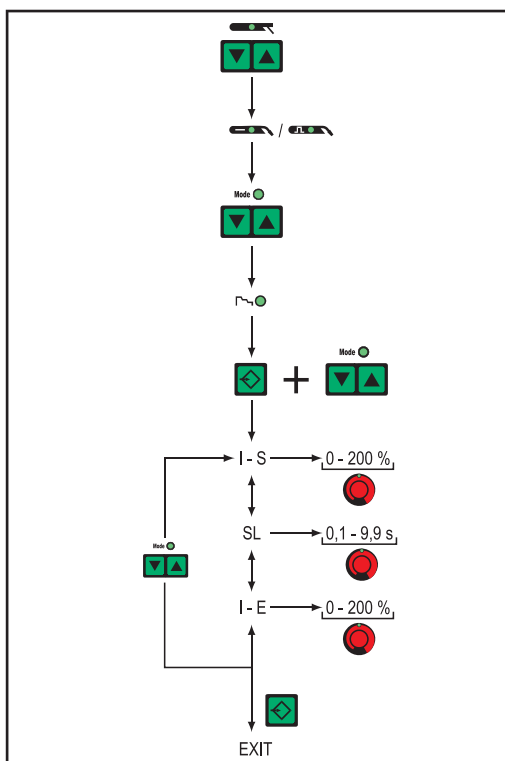 /
Mode
+
Mode
I - S
0 - 200 %
SL
0,1 - 9,9 s
Mode
I - E
0 - 200 %
EXIT